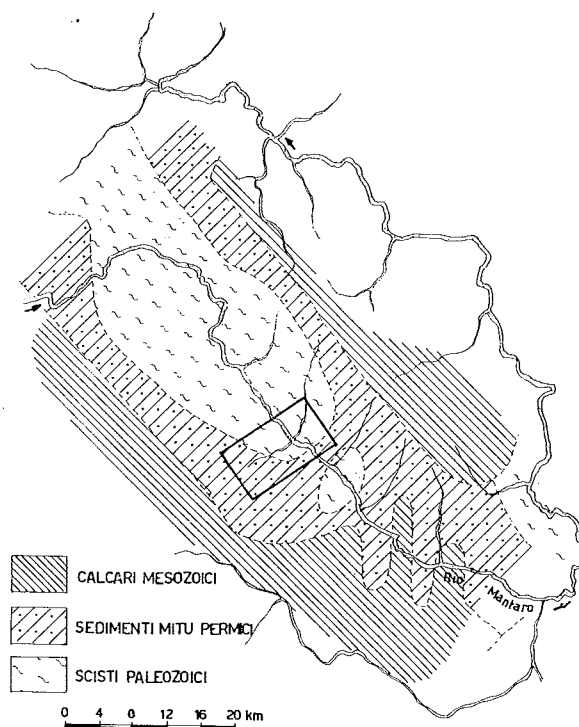 Rio Mantaro
CALCARI MESOZOICI
SEDIMENTI MITU PERMICI
SCISTI PALEOZOICI
0 4 8 12 16 20 km